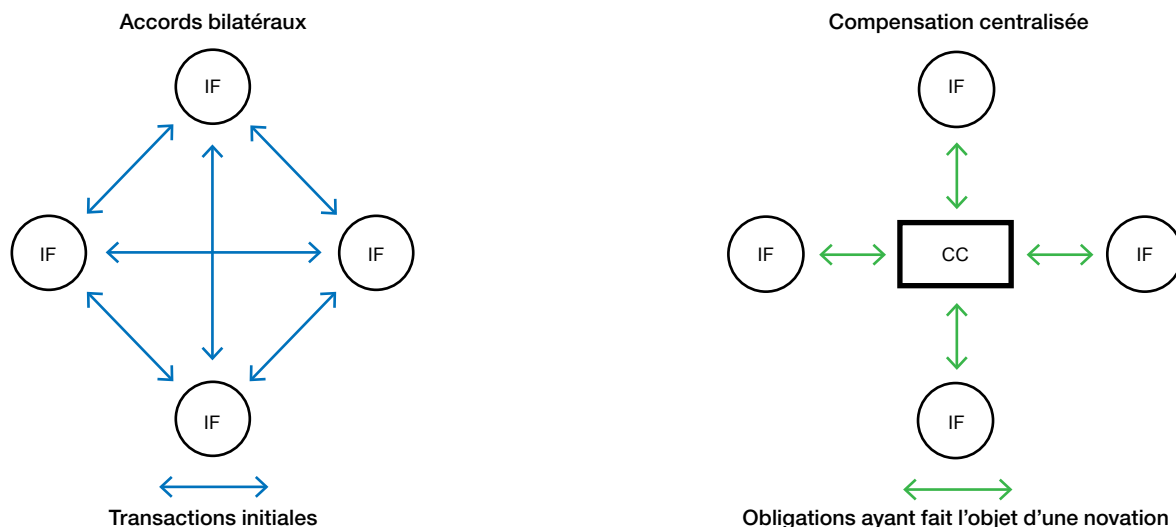 Accords bilatéraux
IF
IF
IF
IF
Transactions initiales
Compensation centralisée
IF
IF
CC
IF
IF
Obligations ayant fait l'objet d'une novation